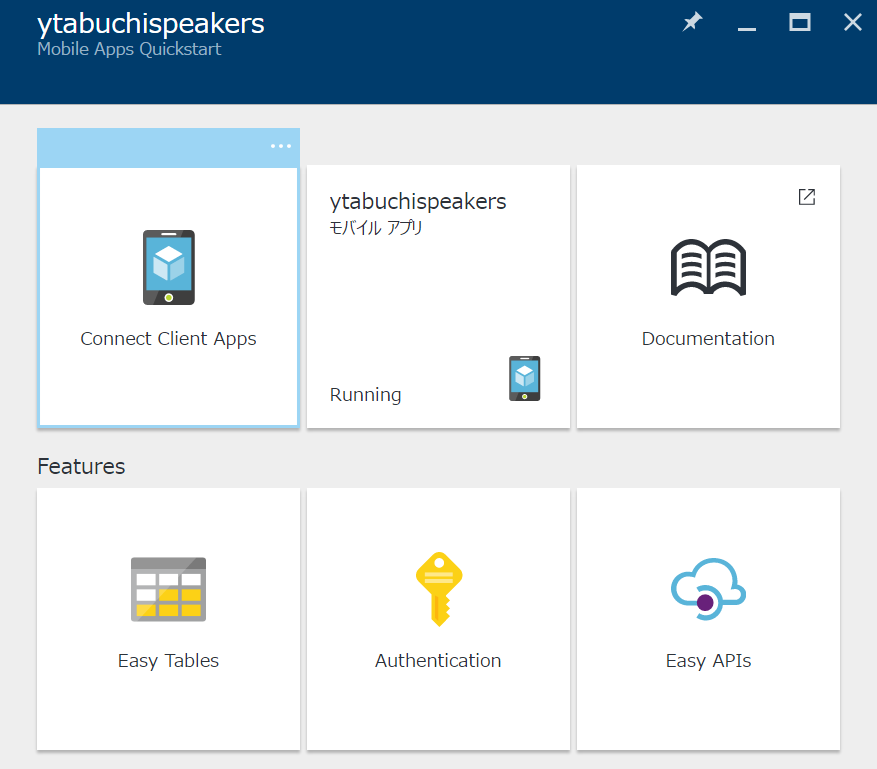 ytabuchispeakers
Mobile Apps Quickstart
Connect Client Apps
ytabuchispeakers
モバイル アプリ
Running
Documentation
Features
Easy Tables
Authentication
Easy APIs